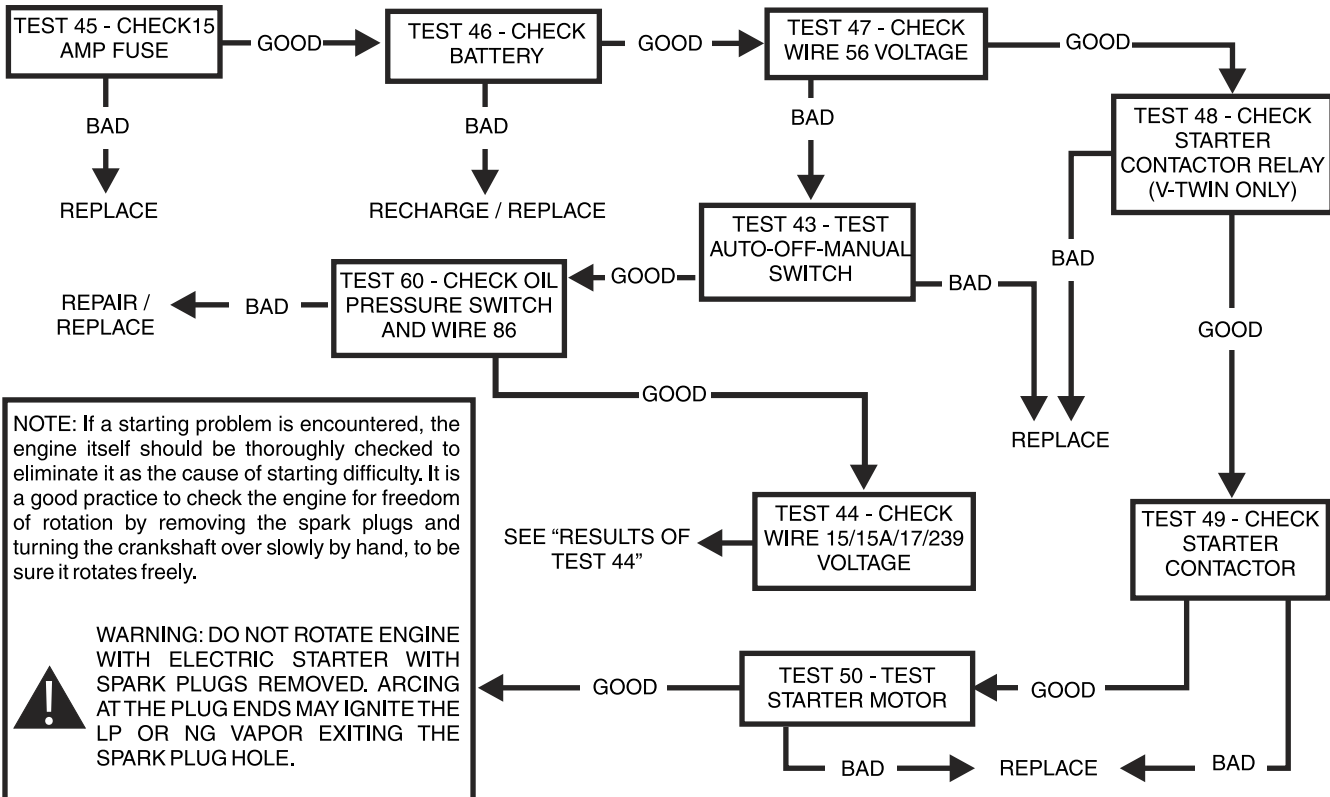 TEST 45 - CHECK15
AMP FUSE
GOOD
TEST 46 - CHECK
BATTERY
GOOD
TEST 47 - CHECK
WIRE 56 VOLTAGE
GOOD
BAD
BAD
BAD
TEST 48 - CHECK
STARTER
CONTACTOR RELAY
(V-TWIN ONLY)
REPLACE
RECHARGE / REPLACE
TEST 43 - TEST
AUTO-OFF-MANUAL
SWITCH
BAD
GOOD
BAD
GOOD
TEST 60 - CHECK OIL
PRESSURE SWITCH
AND WIRE 86
BAD
REPAIR /
REPLACE
GOOD
REPLACE
NOTE: If a starting problem is encountered, the
engine itself should be thoroughly checked to
eliminate it as the cause of starting difficulty. It is
a good practice to check the engine for freedom
of rotation by removing the spark plugs and
turning the crankshaft over slowly by hand, to be
sure it rotates freely.
WARNING: DO NOT ROTATE ENGINE
WITH ELECTRIC STARTER WITH
SPARK PLUGS REMOVED. ARCING
AT THE PLUG ENDS MAY IGNITE THE
LP OR NG VAPOR EXITING THE
SPARK PLUG HOLE.
SEE “RESULTS OF
TEST 44”
TEST 44 - CHECK
WIRE 15/15A/17/239
VOLTAGE
TEST 49 - CHECK
STARTER
CONTACTOR
GOOD
TEST 50 - TEST
STARTER MOTOR
GOOD
BAD
REPLACE
BAD